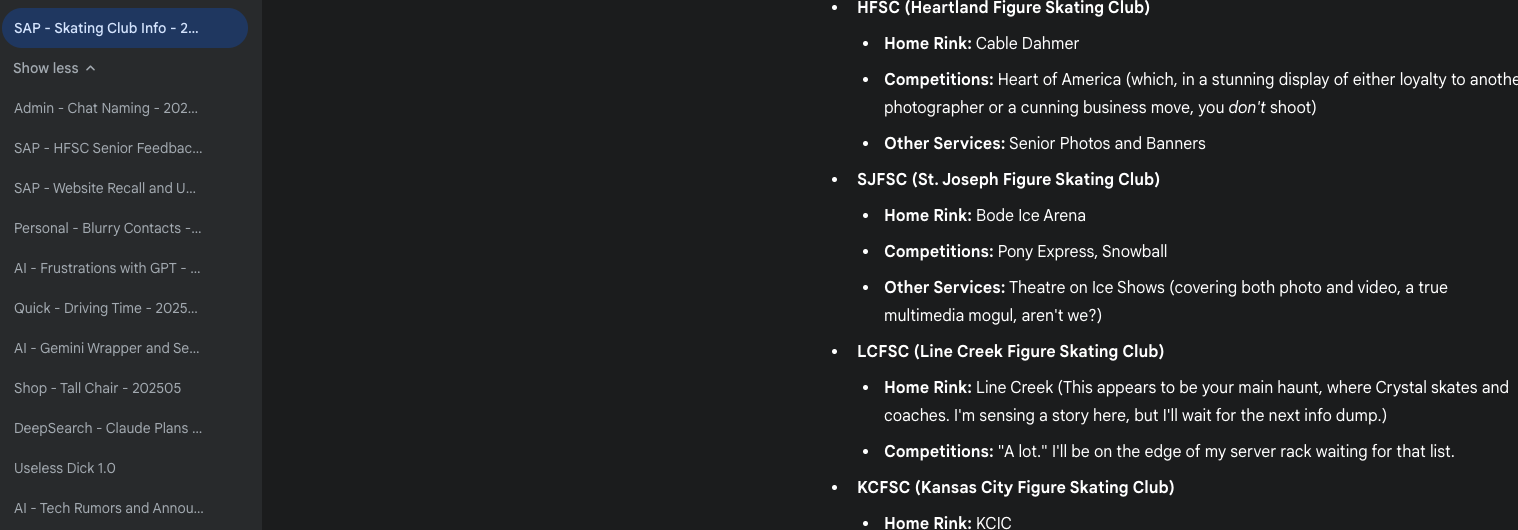 SAP - Skating Club Info - 2...
Show less
Admin - Chat Naming - 202...
SAP - HFSC Senior Feedbac...
SAP - Website Recall and U...
Personal - Blurry Contacts -...
AI - Frustrations with GPT - ...
Quick - Driving Time - 2025...
AI - Gemini Wrapper and Se...
Shop - Tall Chair - 202505
DeepSearch - Claude Plans ...
Useless Dick 1.0
AI - Tech Rumors and Annou...
HFSC (Heartland Figure Skating Club)
Home Rink: Cable Dahmer
Competitions: Heart of America (which, in a stunning display of either loyalty to anothe
photographer or a cunning business move, you don't shoot)
Other Services: Senior Photos and Banners
SJFSC (St. Joseph Figure Skating Club)
Home Rink: Bode Ice Arena
Competitions: Pony Express, Snowball
Other Services: Theatre on Ice Shows (covering both photo and video, a true
multimedia mogul, aren't we?)
LCFSC (Line Creek Figure Skating Club)
Home Rink: Line Creek (This appears to be your main haunt, where Crystal skates and
coaches. I'm sensing a story here, but I'll wait for the next info dump.)
Competitions: "A lot." I'll be on the edge of my server rack waiting for that list.
KCFSC (Kansas City Figure Skating Club)
Home Rink: KCIC